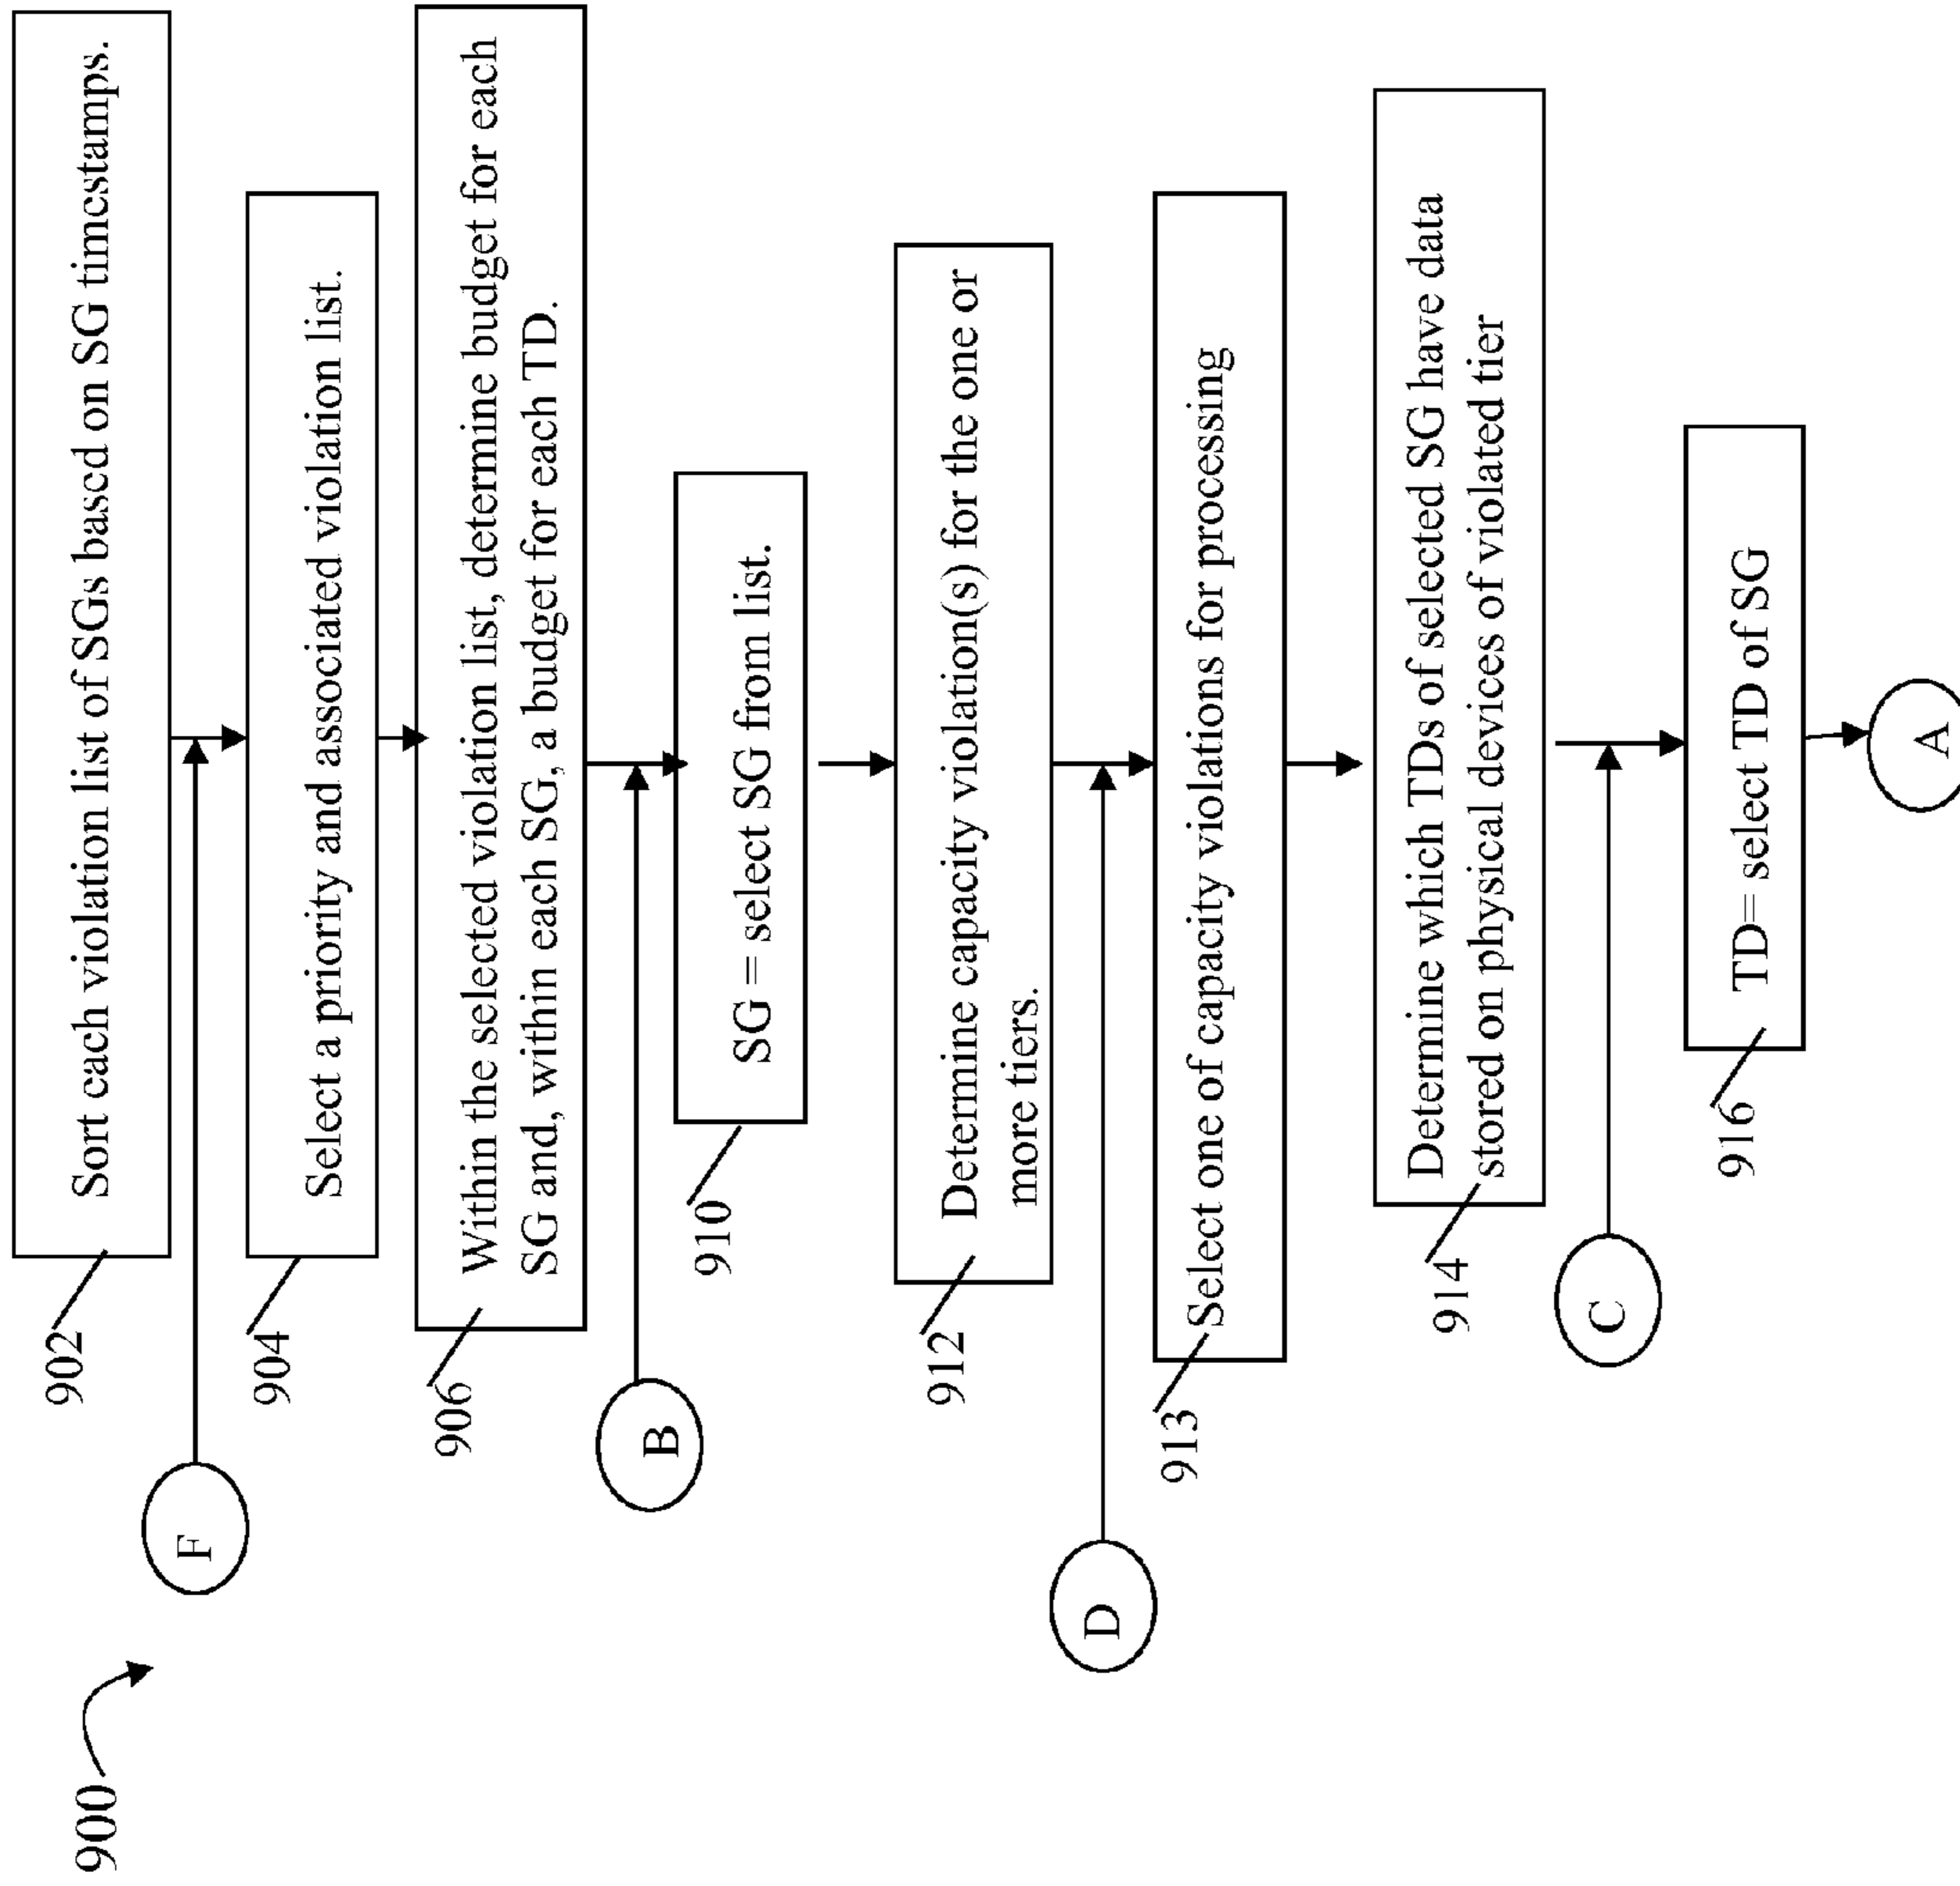 900
902
Sort each violation list of SGs based on SG timestamps.
F
904
Select a priority and associated violation list.
906
Within the selected violation list, determine budget for each
SG and, within each SG, a budget for each TD.
B
910
SG = select SG from list.
912
Determine capacity violation(s) for the one or
more tiers.
D
913
Select one of capacity violations for processing
914
Determine which TDs of selected SG have data
stored on physical devices of violated tier
C
916
TD= select TD of SG
A